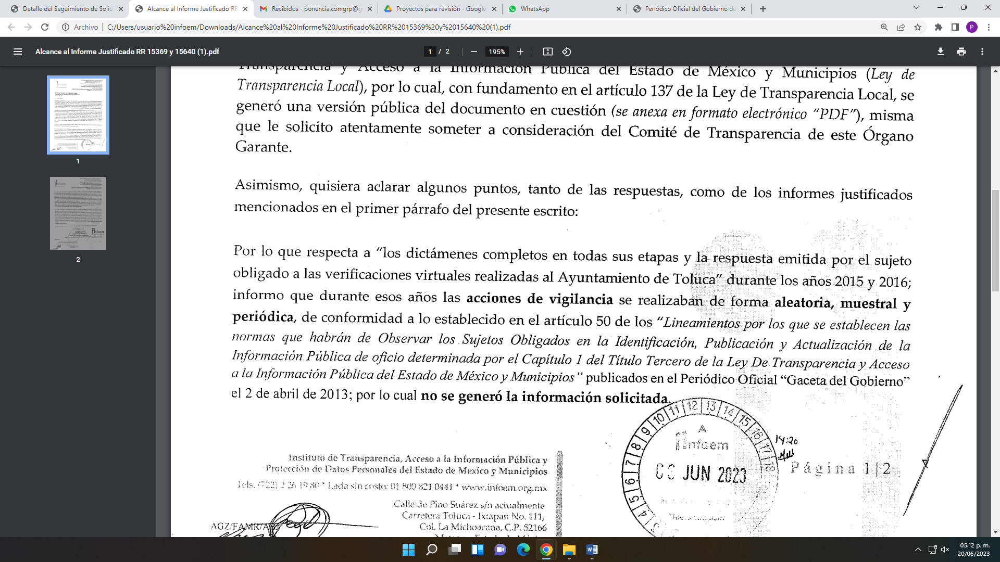 Detalle del Seguimiento de Solici
Alcance al Informe Justificado RR
Recibidos - ponencia.comgrp@g
Proyectos para revisión - Google
WhatsApp
Periódico Oficial del Gobierno de
Archivo
C:/Users/usuario%20infoem/Downloads/Alcance%20al%20Informe%20Justificado%20RR%2015369%20y%2015640%20(1).pdf
P
Alcance al Informe Justificado RR 15369 y 15640 (1).pdf
1 / 2
195%
1
2
Transparencia y Acceso a la Información Pública del Estado de México y Municipios (Ley de
Transparencia Local), por lo cual, con fundamento en el artículo 137 de la Ley de Transparencia Local, se
generó una versión pública del documento en cuestión (se anexa en formato electrónico “PDF”), misma
que le solicito atentamente someter a consideración del Comité de Transparencia de este Órgano
Garante.
Asimismo, quisiera aclarar algunos puntos, tanto de las respuestas, como de los informes justificados
mencionados en el primer párrafo del presente escrito:
Por lo que respecta a “los dictámenes completos en todas sus etapas y la respuesta emitida por el sujeto
obligado a las verificaciones virtuales realizadas al Ayuntamiento de Toluca” durante los años 2015 y 2016;
informo que durante esos años las acciones de vigilancia se realizaban de forma aleatoria, muestral y
periódica, de conformidad a lo establecido en el artículo 50 de los “Lineamientos por los que se establecen las
normas que habrán de Observar los Sujetos Obligados en la Identificación, Publicación y Actualización de la
Información Pública de oficio determinada por el Capítulo 1 del Título Tercero de la Ley De Transparencia y Acceso
a la Información Pública del Estado de México y Municipios” publicados en el Periódico Oficial “Gaceta del Gobierno”
el 2 de abril de 2013; por lo cual no se generó la información solicitada.
Instituto de Transparencia, Acceso a la Información Pública y
Protección de Datos Personales del Estado de México y Municipios
Tels. (722) 2 26 19 80 * Lada sin costo: 01 800 821 0441 * www.infoem.org.mx
Calle de Pino Suárez s/n actualmente
Carretera Toluca - Ixtapan No. 111,
Col. La Michoacana, C.P. 52166
4 5 6 7 8 9 10 11 12 13 14 15 16 17 18
infoem
JUN 2023
14:20
Página 1|2
05:12 p. m.
20/06/2023